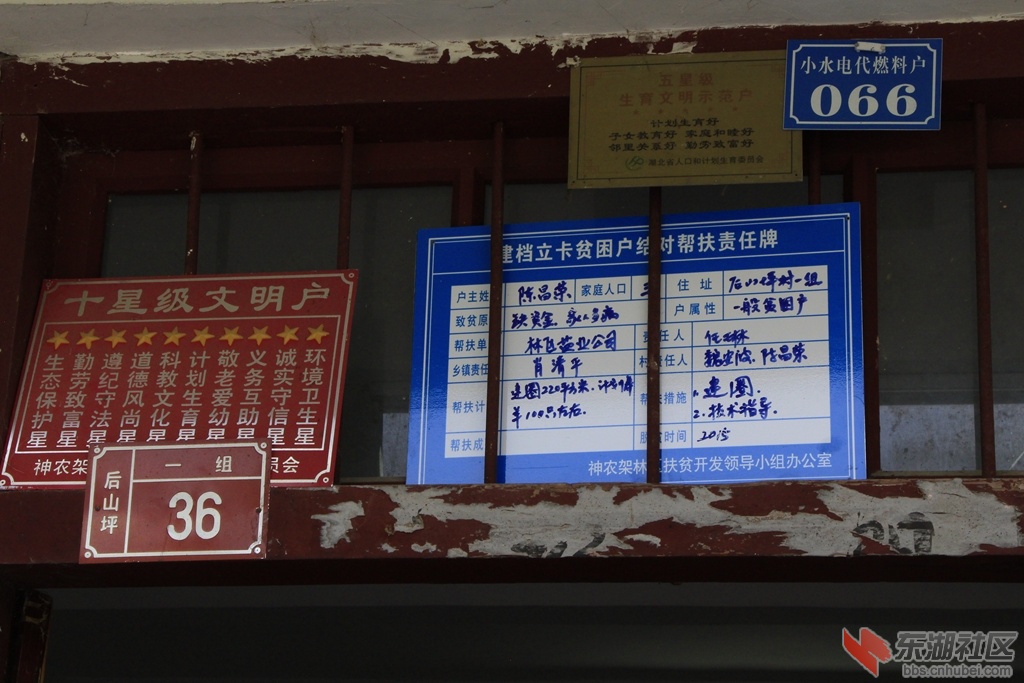 小水电代燃料户
066
五星级
生育文明示范户
计划生育好
子女教育好 家庭和睦好
邻里关系好 勤劳致富好
湖北省人口和计划生育委员会
建档立卡贫困户结对帮扶责任牌
户主姓 陈昌荣 家庭人口 三 住址 后山坪村一组
致贫原 缺资金 家人多病 户属性 一般贫困户
帮扶单 林飞药业公司 责任人
乡镇责任 肖清平 村责任人 陈昌荣
帮扶计 建圈220平方米.计划养
羊100只左右.
帮扶措施 1.建圈.
2.技术指导.
帮扶成 脱贫时间 2015
神农架林区扶贫开发领导小组办公室
十星级文明户
生态保护星
勤劳致富星
遵纪守法星
道德风尚星
科教文化星
计划生育星
敬老爱幼星
义务互助星
诚实守信星
环境卫生星
神农架 员会
后山坪
一组
36
东湖社区
bbs.cnhubei.com